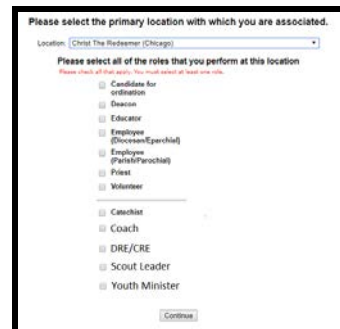 Please select the primary location with which you are associated.
Location: Christ The Redeemer (Chicago)
Please select all of the roles that you perform at this location
Please check all that apply. You must select at least one role.
Candidate for
ordination
Deacon
Educator
Employee
(Diocesan/Eparchial)
Employee
(Parish/Parochial)
Priest
Volunteer
Catechist
Coach
DRE/CRE
Scout Leader
Youth Minister
Continue